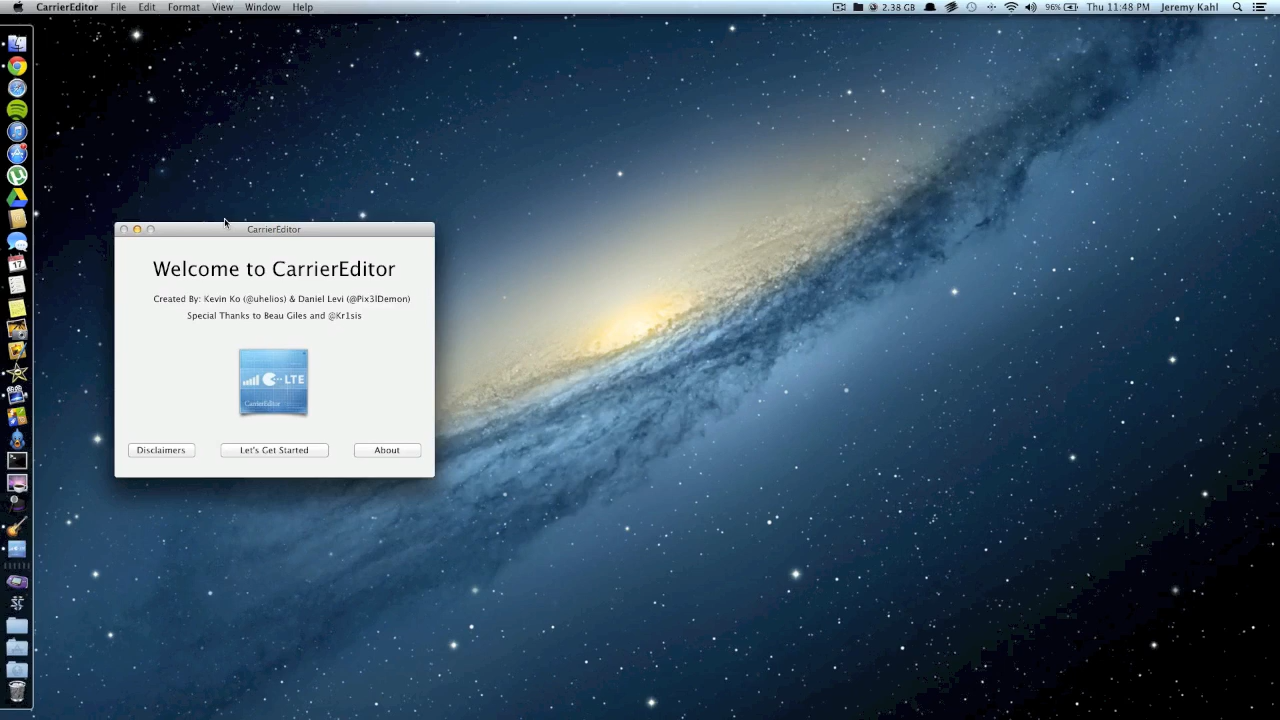 CarrierEditor File Edit Format View Window Help 2.38 GB 96% Thu 11:48 PM Jeremy Kahl
17
CarrierEditor
Welcome to CarrierEditor
Created By: Kevin Ko (@uhelios) & Daniel Levi (@Pix3lDemon)
Special Thanks to Beau Giles and @Kr1sis
LTE
CarrierEditor
Disclaimers Let's Get Started About